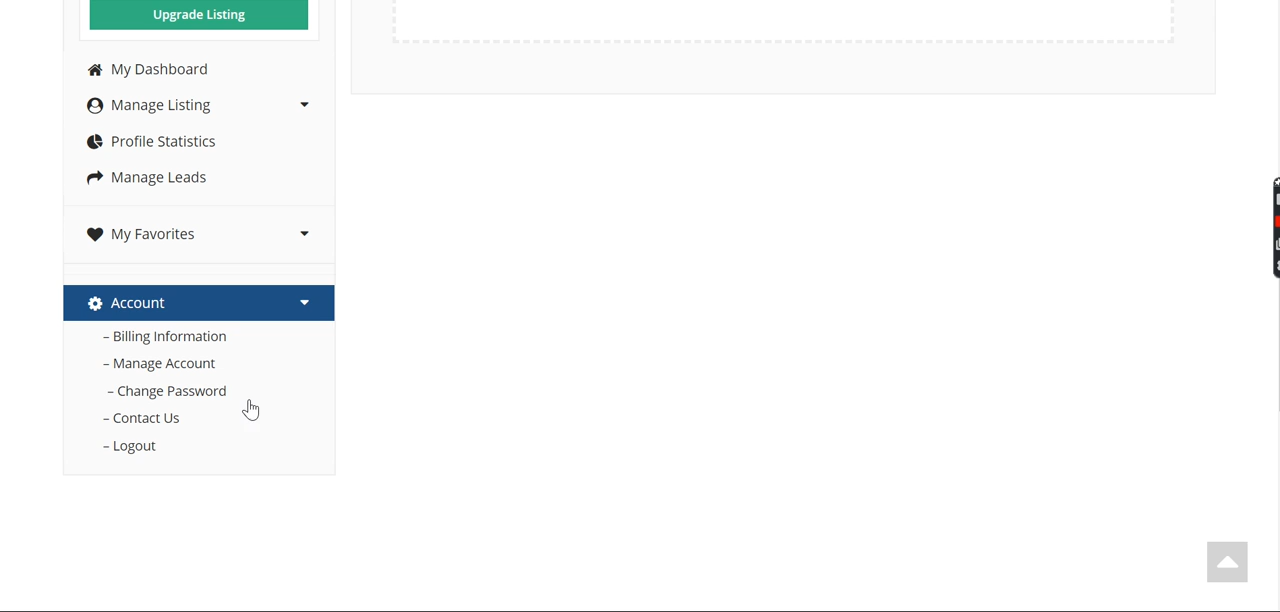 Upgrade Listing
My Dashboard
Manage Listing
Profile Statistics
Manage Leads
My Favorites
Account
– Billing Information
– Manage Account
– Change Password
– Contact Us
– Logout